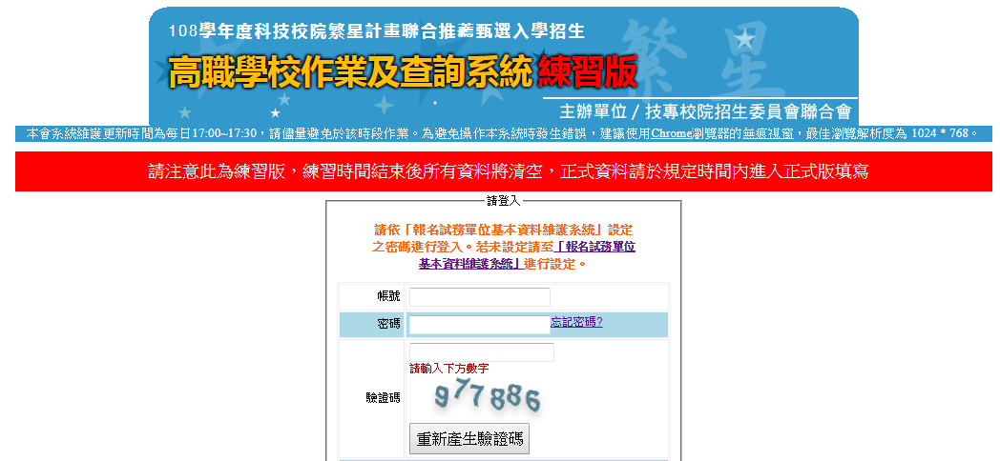 108學年度科技校院繁星計畫聯合推薦甄選入學招生
繁星
高職學校作業及查詢系統練習版
主辦單位 / 技專校院招生委員會聯合會
本會系統維護更新時間為每日17:00~17:30，請儘量避免於該時段作業。為避免操作本系統時發生錯誤，建議使用Chrome瀏覽器的無痕視窗，最佳瀏覽解析度為 1024 * 768。
請注意此為練習版，練習時間結束後所有資料將清空，正式資料請於規定時間內進入正式版填寫
請登入
請依「報名試務單位基本資料維護系統」設定
之密碼進行登入。若未設定請至「報名試務單位
基本資料維護系統」進行設定。
帳號
密碼 忘記密碼?
請輸入下方數字
驗證碼
977886
重新產生驗證碼